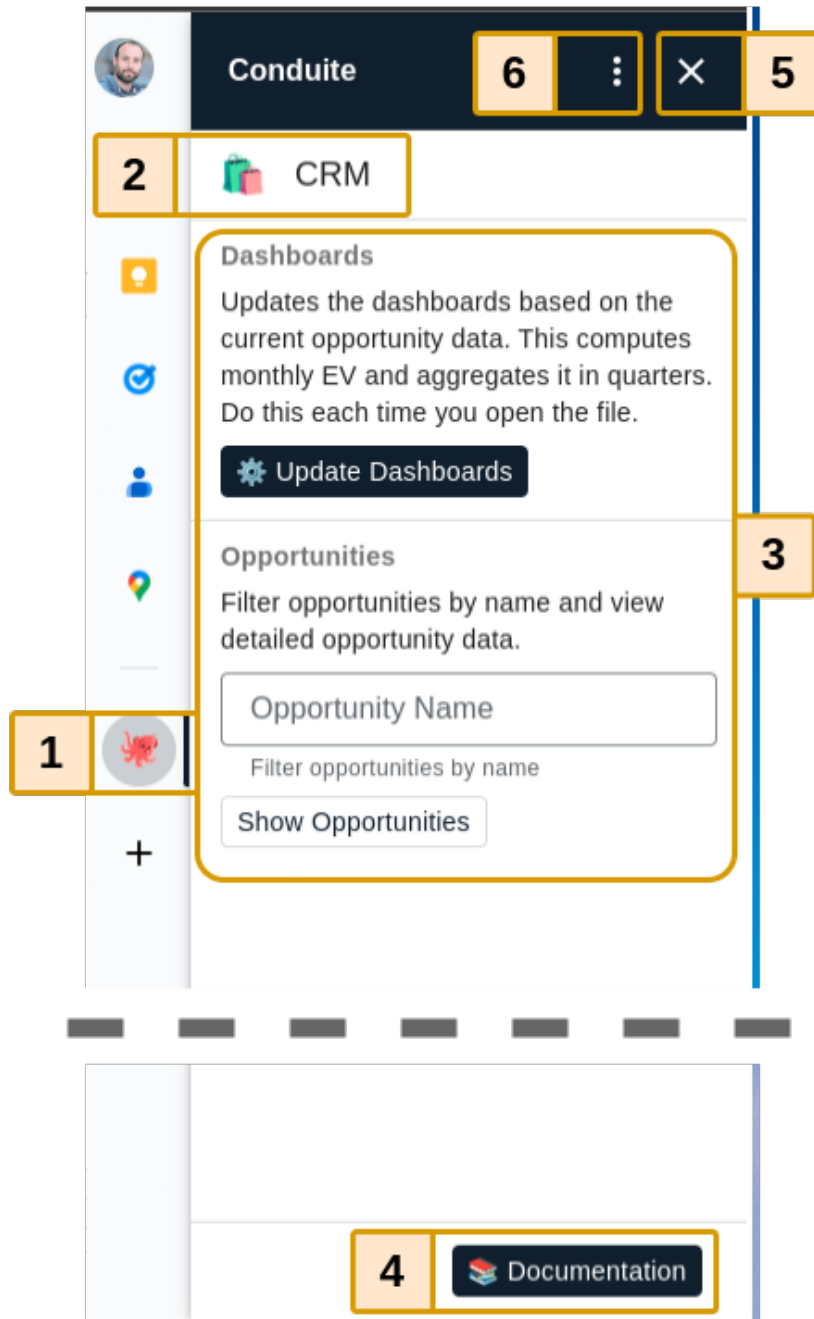 Conduite
6
5
2
CRM
Dashboards
Updates the dashboards based on the
current opportunity data. This computes
monthly EV and aggregates it in quarters.
Do this each time you open the file.
Update Dashboards
3
Opportunities
Filter opportunities by name and view
detailed opportunity data.
Opportunity Name
1
Filter opportunities by name
Show Opportunities
4
Documentation